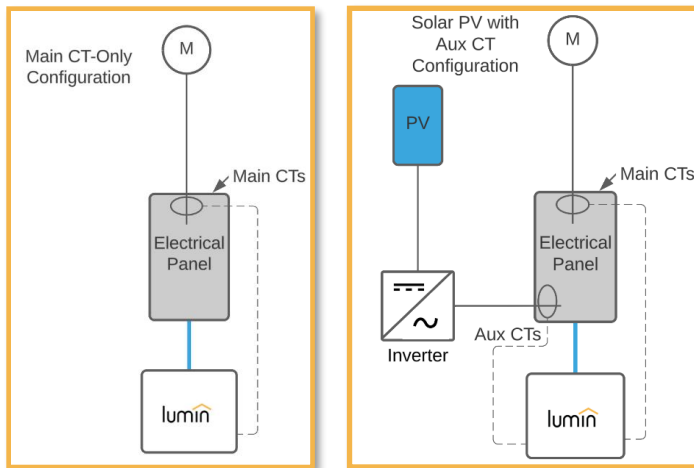 Main CT-Only
Configuration
M
Main CTs
Electrical
Panel
lumin
Solar PV with
Aux CT
Configuration
M
PV
Main CTs
Electrical
Panel
Aux CTs
Inverter
lumin